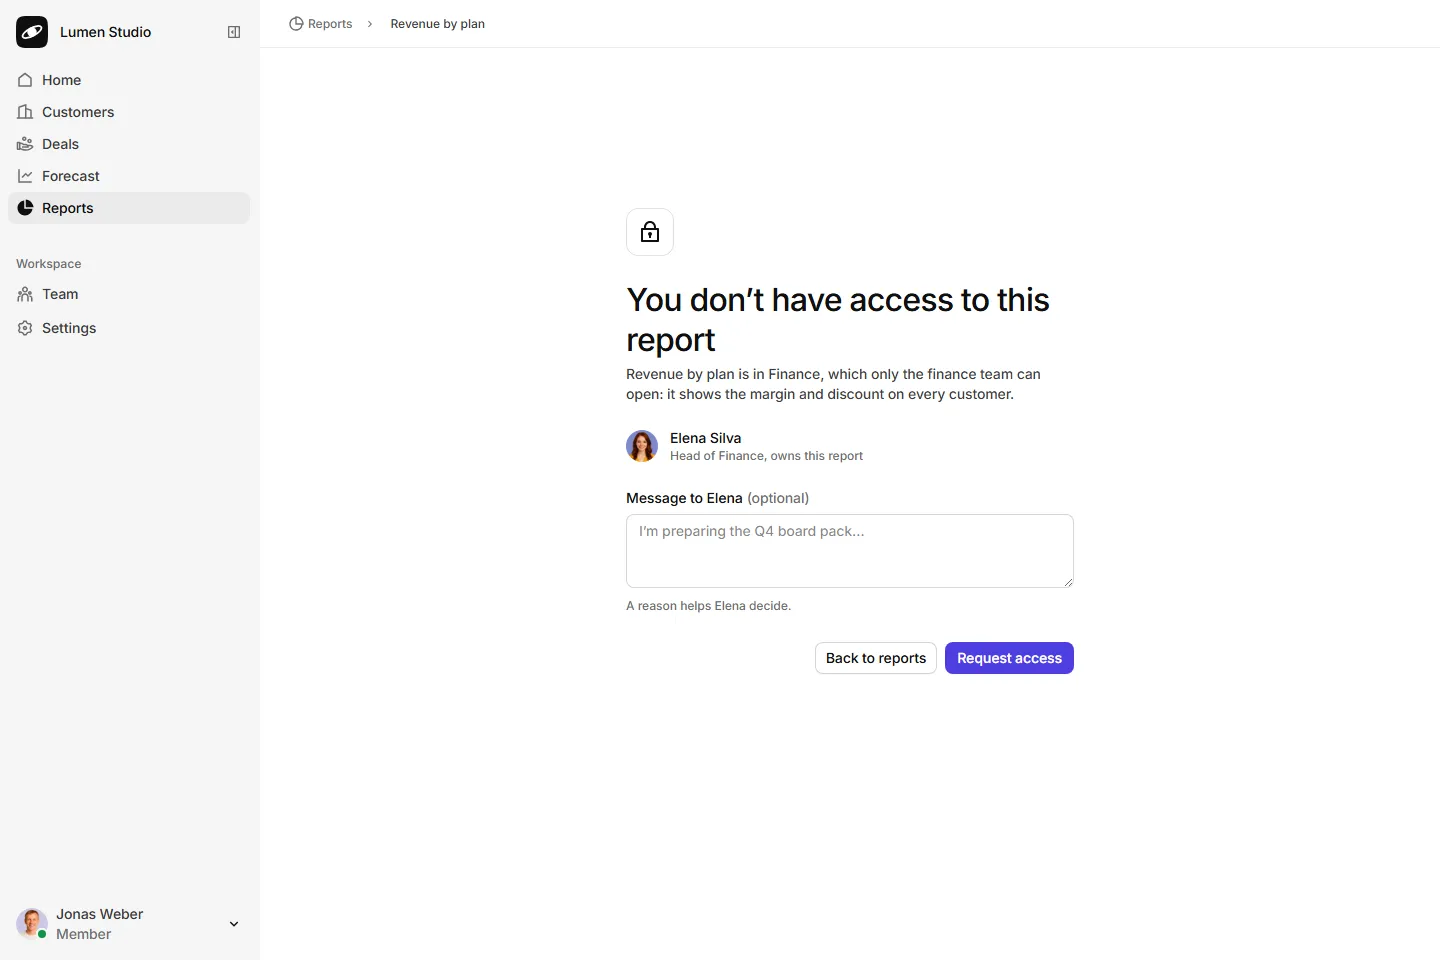 Lumen Studio
Home
Customers
Deals
Forecast
Reports
Workspace
Team
Settings
Jonas Weber
Member
Reports
Revenue by plan
You don’t have access to this
report
Revenue by plan is in Finance, which only the finance team can
open: it shows the margin and discount on every customer.
Elena Silva
Head of Finance, owns this report
Message to Elena (optional)
I’m preparing the Q4 board pack…
A reason helps Elena decide.
Back to reports
Request access